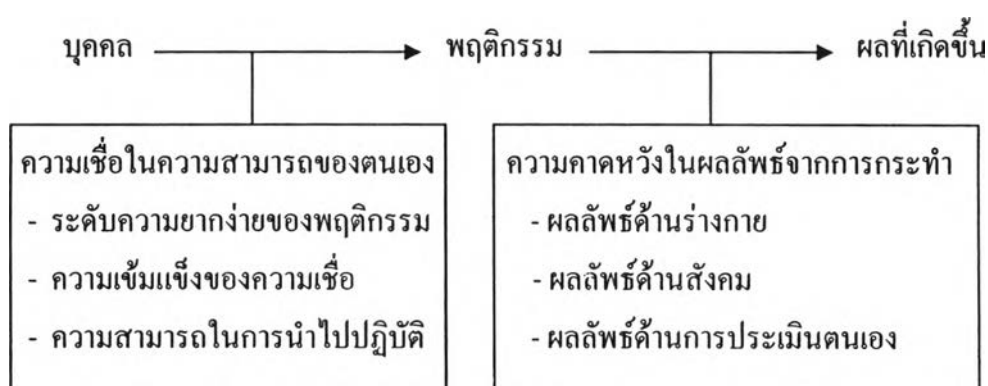 บุคคล พฤติกรรม ผลที่เกิดขึ้น
ความเชื่อในความสามารถของตนเอง
- ระดับความยากง่ายของพฤติกรรม
- ความเข้มแข็งของความเชื่อ
- ความสามารถในการนำไปปฏิบัติ
ความคาดหวังในผลลัพธ์จากการกระทำ
- ผลลัพธ์ด้านร่างกาย
- ผลลัพธ์ด้านสังคม
- ผลลัพธ์ด้านการประเมินตนเอง